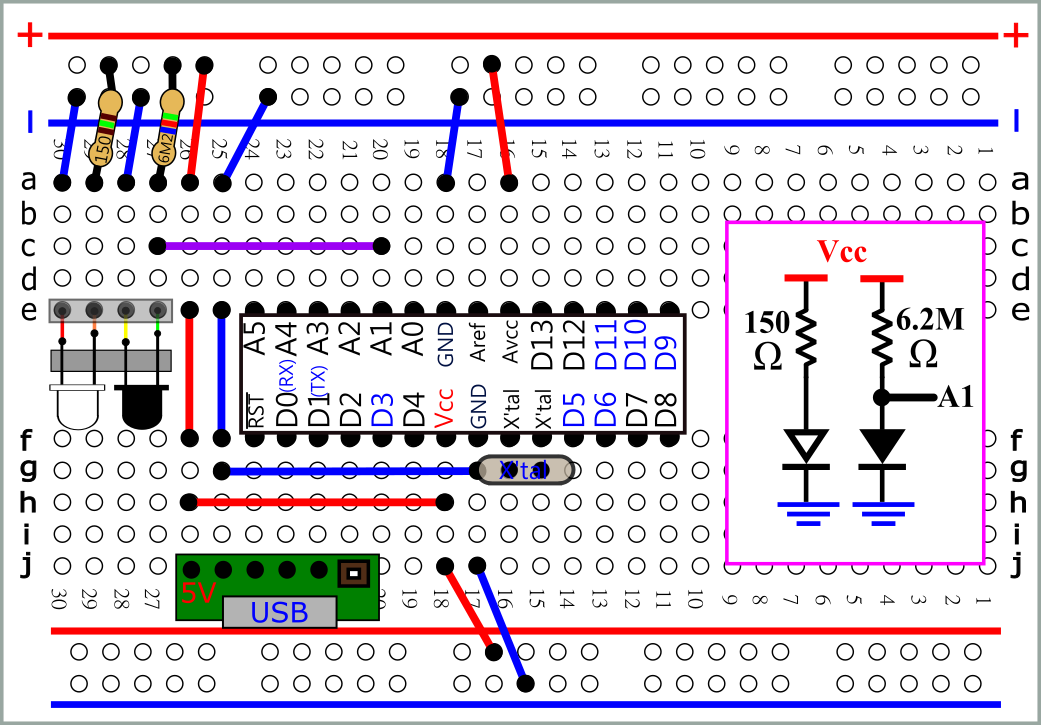 + +
l l
30 29 28 27 26 25 24 23 22 21 20 19 18 17 16 15 14 13 12 11 10 9 8 7 6 5 4 3 2 1
150 6M2
a a
b b
c c
d d
e e
A5 A4 A3 A2 A1 A0 GND Aref Avcc D13 D12 D11 D10 D9
(RX) (TX)
RST D0 D1 D2 D3 D4 Vcc GND X'tal X'tal D5 D6 D7 D8
Vcc
150 Ω
6.2M Ω
A1
f f
g X'tal g
h h
i i
j j
5V
USB
30 29 28 27 20 19 18 17 16 15 14 13 12 11 10 9 8 7 6 5 4 3 2 1